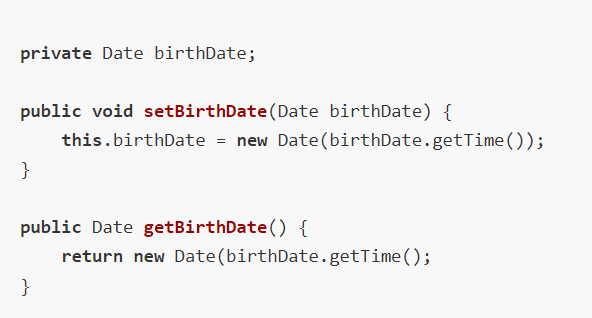 private Date birthDate;
public void setBirthDate(Date birthDate) {
    this.birthDate = new Date(birthDate.getTime());
}
public Date getBirthDate() {
    return new Date(birthDate.getTime();
}